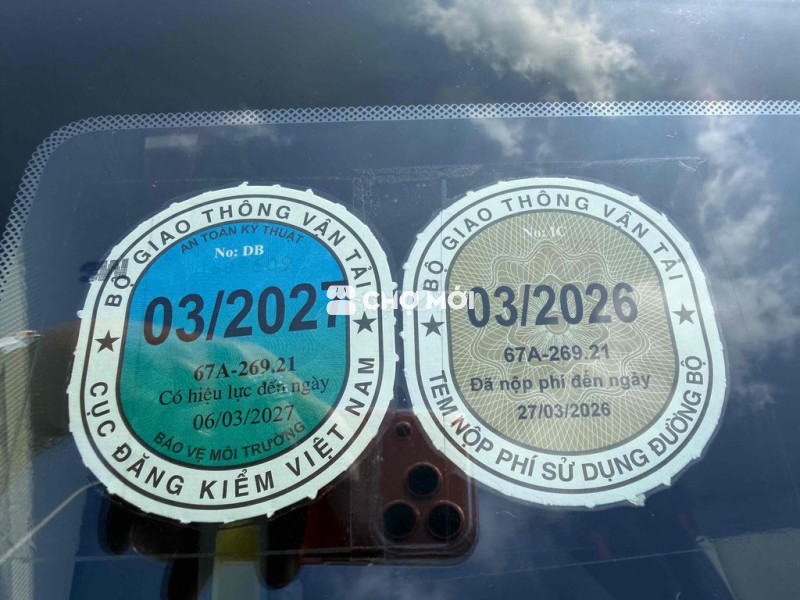 BỘ GIAO THÔNG VẬN TẢI
AN TOÀN KỸ THUẬT
No: DB
03/2027
67A-269.21
Có hiệu lực đến ngày
06/03/2027
BẢO VỆ MÔI TRƯỜNG
CỤC ĐĂNG KIỂM VIỆT NAM
CHỢ MỚI
BỘ GIAO THÔNG VẬN TẢI
No: 1C
03/2026
67A-269.21
Đã nộp phí đến ngày
27/03/2026
TEM NỘP PHÍ SỬ DỤNG ĐƯỜNG BỘ